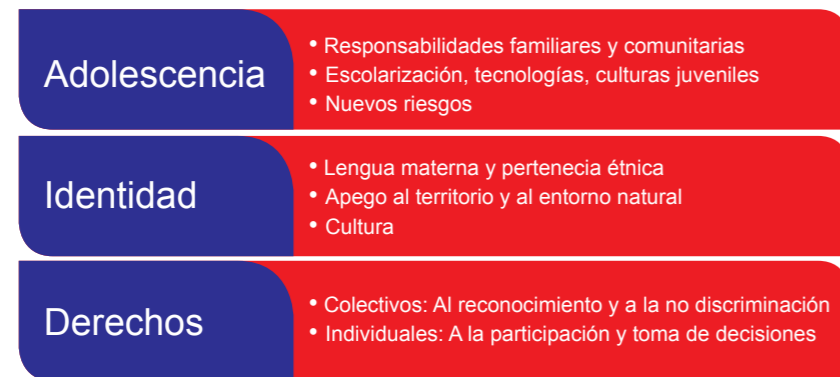 Adolescencia
• Responsabilidades familiares y comunitarias
• Escolarización, tecnologías, culturas juveniles
• Nuevos riesgos
Identidad
• Lengua materna y pertenecia étnica
• Apego al territorio y al entorno natural
• Cultura
Derechos
• Colectivos: Al reconocimiento y a la no discriminación
• Individuales: A la participación y toma de decisiones